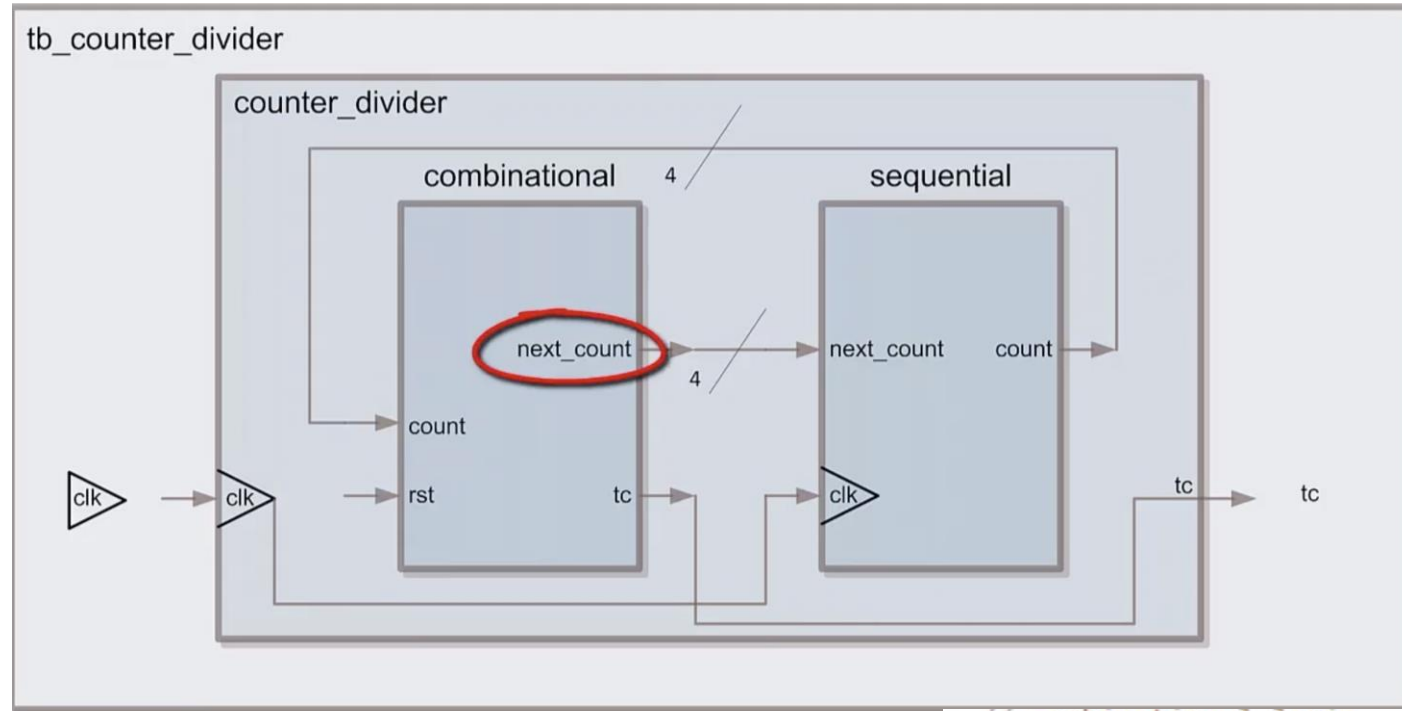 tb_counter_divider
counter_divider
combinational
4
sequential
next_count
4
next_count
count
count
clk
clk
rst
tc
clk
tc
tc